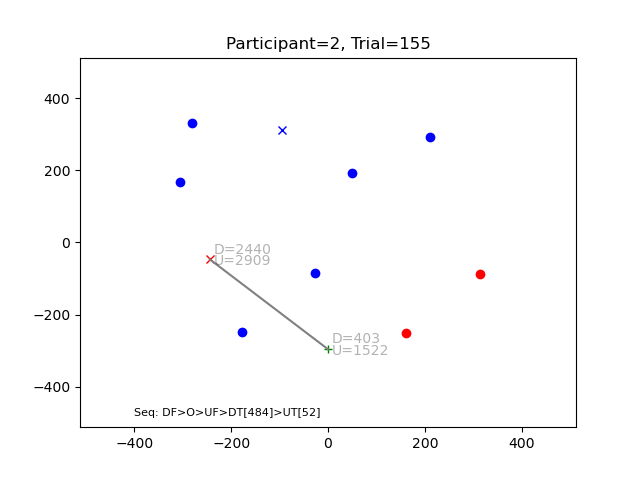 Participant=2, Trial=155
400
200
0
−200
−400
D=2440
U=2909
D=403
U=1522
Seq: DF>O>UF>DT[484]>UT[52]
−400 −200 0 200 400